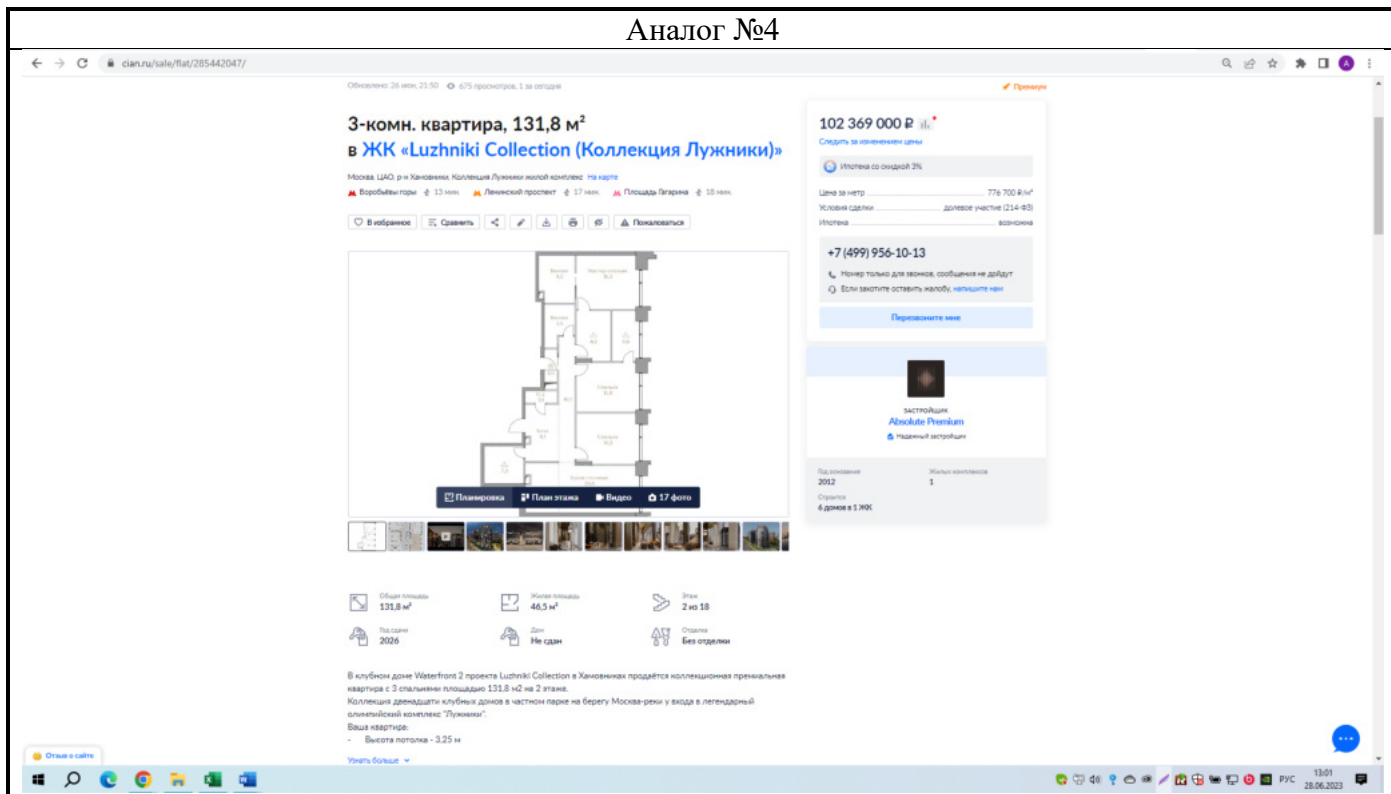 Аналог №4
cian.ru/sale/flat/285442047/
Обновлено: 26 июн, 21:50 675 просмотров, 1 за сегодня
Премиум
3-комн. квартира, 131,8 м²
в ЖК «Luzhniki Collection (Коллекция Лужники)»
Москва, ЦАО, р-н Хамовники, Коллекция Лужники жилой комплекс На карте
Воробьёвы горы 13 мин. Ленинский проспект 17 мин. Площадь Гагарина 18 мин.
В избранное Сравнить Пожаловаться
102 369 000 ₽
Следить за изменением цены
Ипотека со скидкой 3%
Цена за метр 776 700 ₽/м²
Условия сделки долевое участие (214-ФЗ)
Ипотека возможна
+7 (499) 956-10-13
Номер только для звонков, сообщения не дойдут
Если захотите оставить жалобу, напишите нам
Перезвоните мне
Планировка План этажа Видео 17 фото
ЗАСТРОЙЩИК
Absolute Premium
Надежный застройщик
Год основания Жилых комплексов
2012 1
Строится
6 домов в 1 ЖК
Общая площадь Жилая площадь Этаж
131,8 м² 46,5 м² 2 из 18
Год сдачи Дом Отделка
2026 Не сдан Без отделки
В клубном доме Waterfront 2 проекта Luzhniki Collection в Хамовниках продаётся коллекционная премиальная
квартира с 3 спальнями площадью 131.8 м2 на 2 этаже.
Коллекция двенадцати клубных домов в частном парке на берегу Москва-реки у входа в легендарный
олимпийский комплекс "Лужники".
Ваша квартира:
- Высота потолка - 3,25 м
Узнать больше
Отзыв о сайте
РУС 13:01
28.06.2023